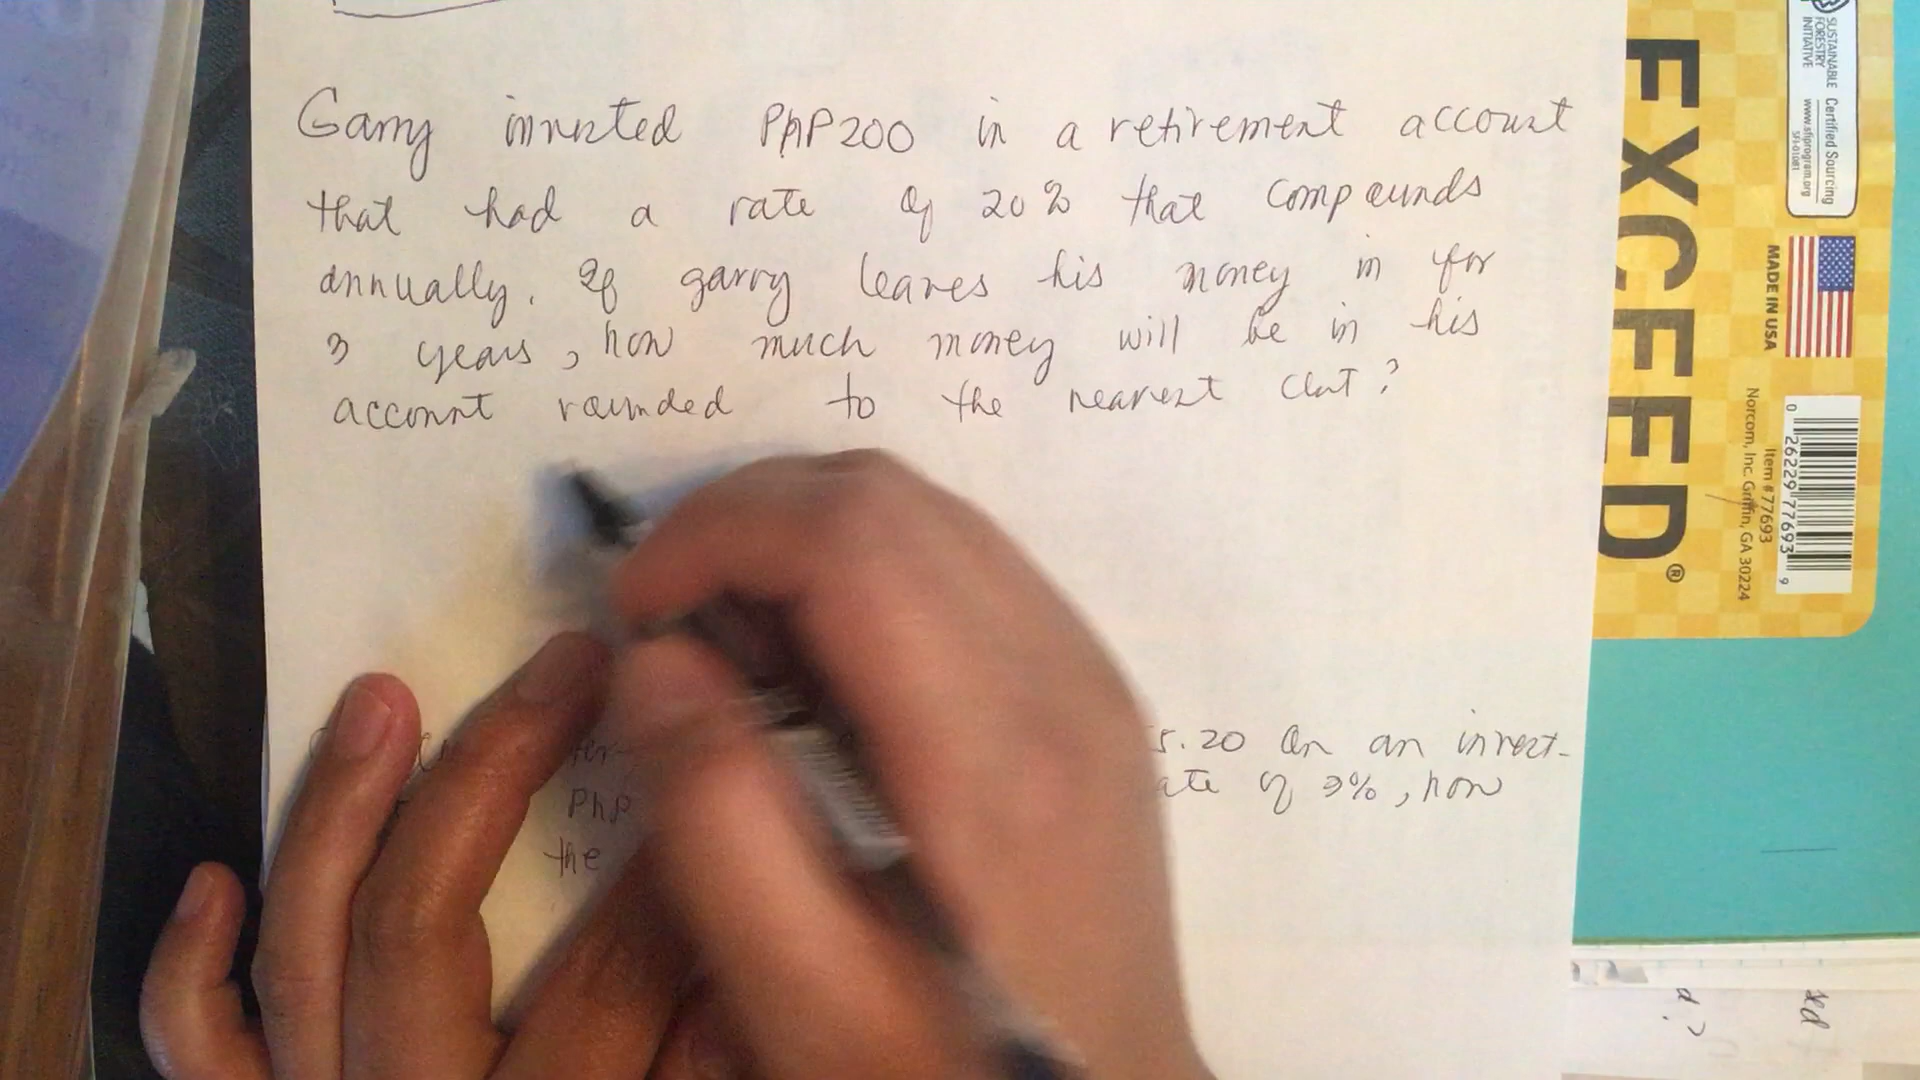 Garry invested PhP200 in a retirement account
that had a rate of 20% that compounds
annually. If garry leaves his money in for
3 years, how much money will be in his
account rounded to the nearest cent?
5.20 on an invest-
PhP ate of 3%, how
the
EXCEED®
SUSTAINABLE
FORESTRY
INITIATIVE
Certified Sourcing
www.sfiprogram.org
SFI-01081
MADE IN USA
Item #77693
Norcom, Inc. Griffin, GA 30224
0 26229 77693 9
sed
d?